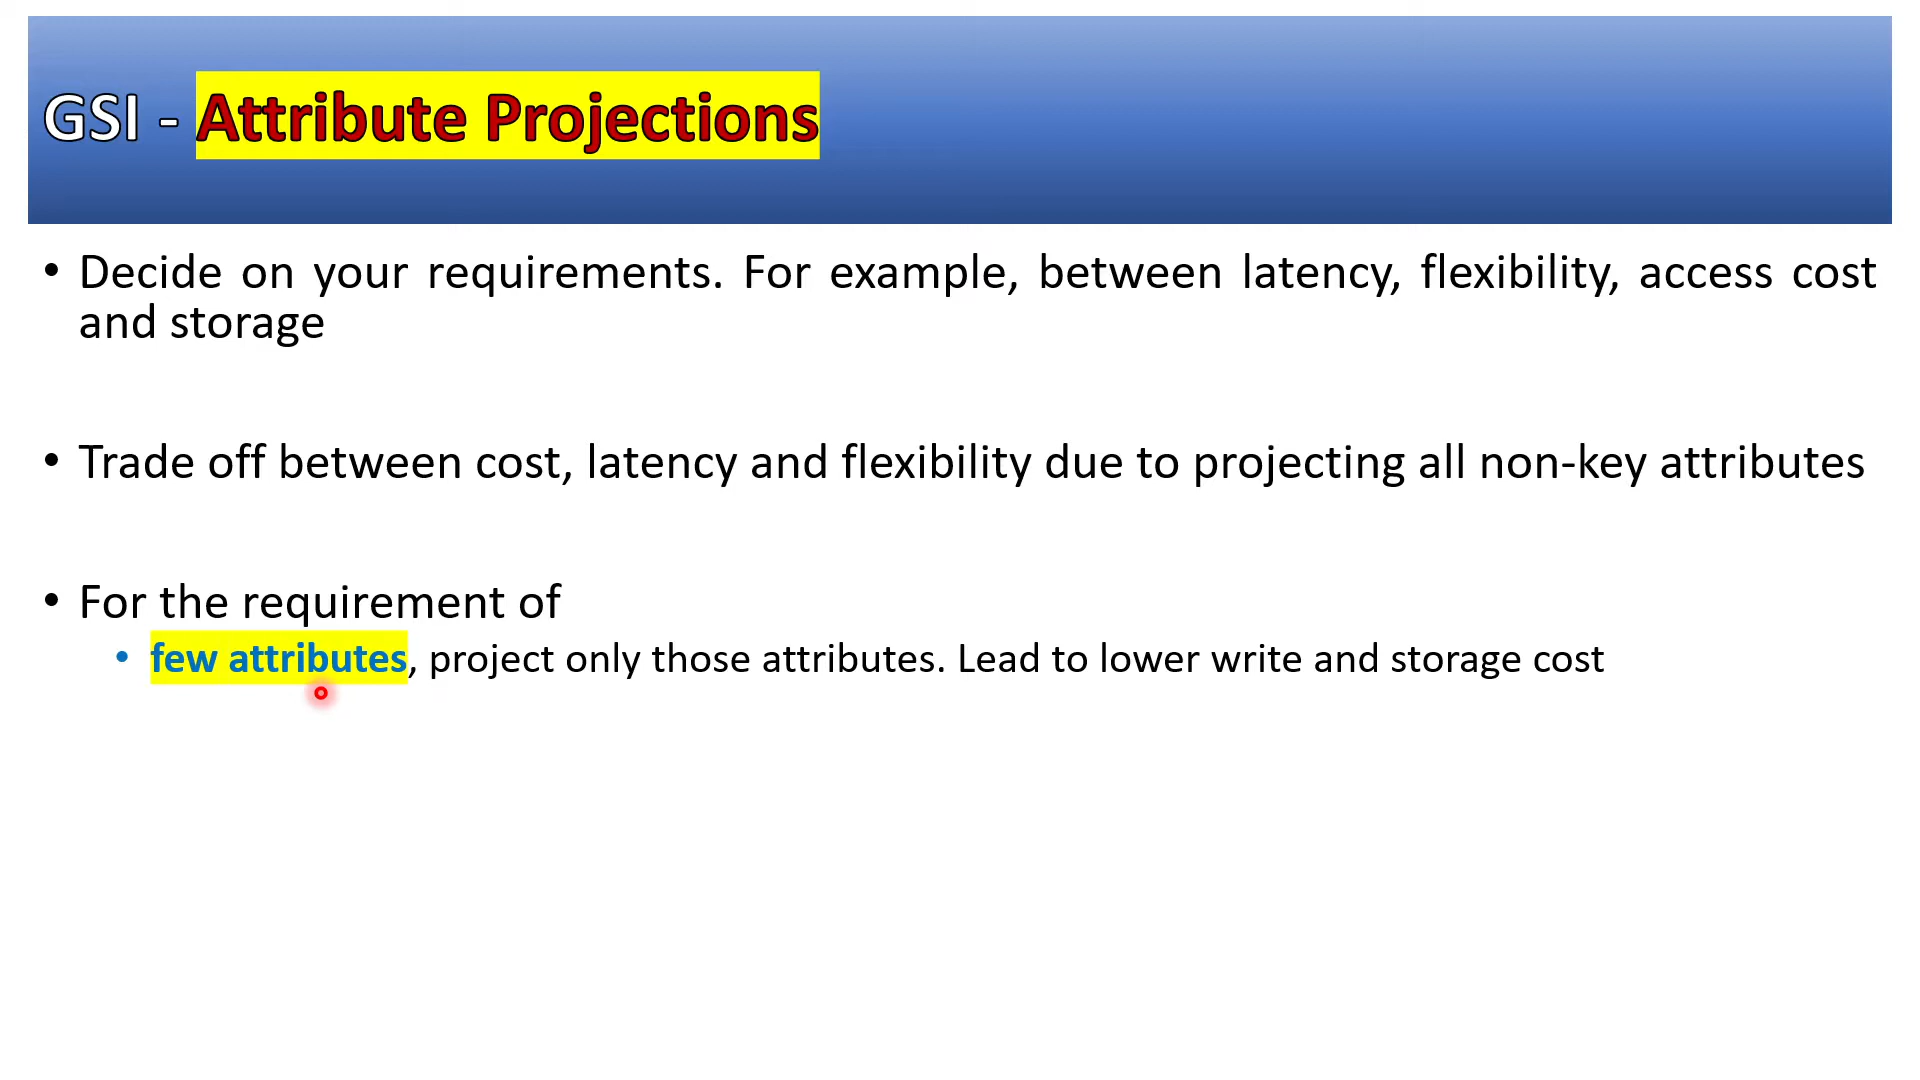 GSI - Attribute Projections
• Decide on your requirements. For example, between latency, flexibility, access cost
and storage
• Trade off between cost, latency and flexibility due to projecting all non-key attributes
• For the requirement of
• few attributes, project only those attributes. Lead to lower write and storage cost